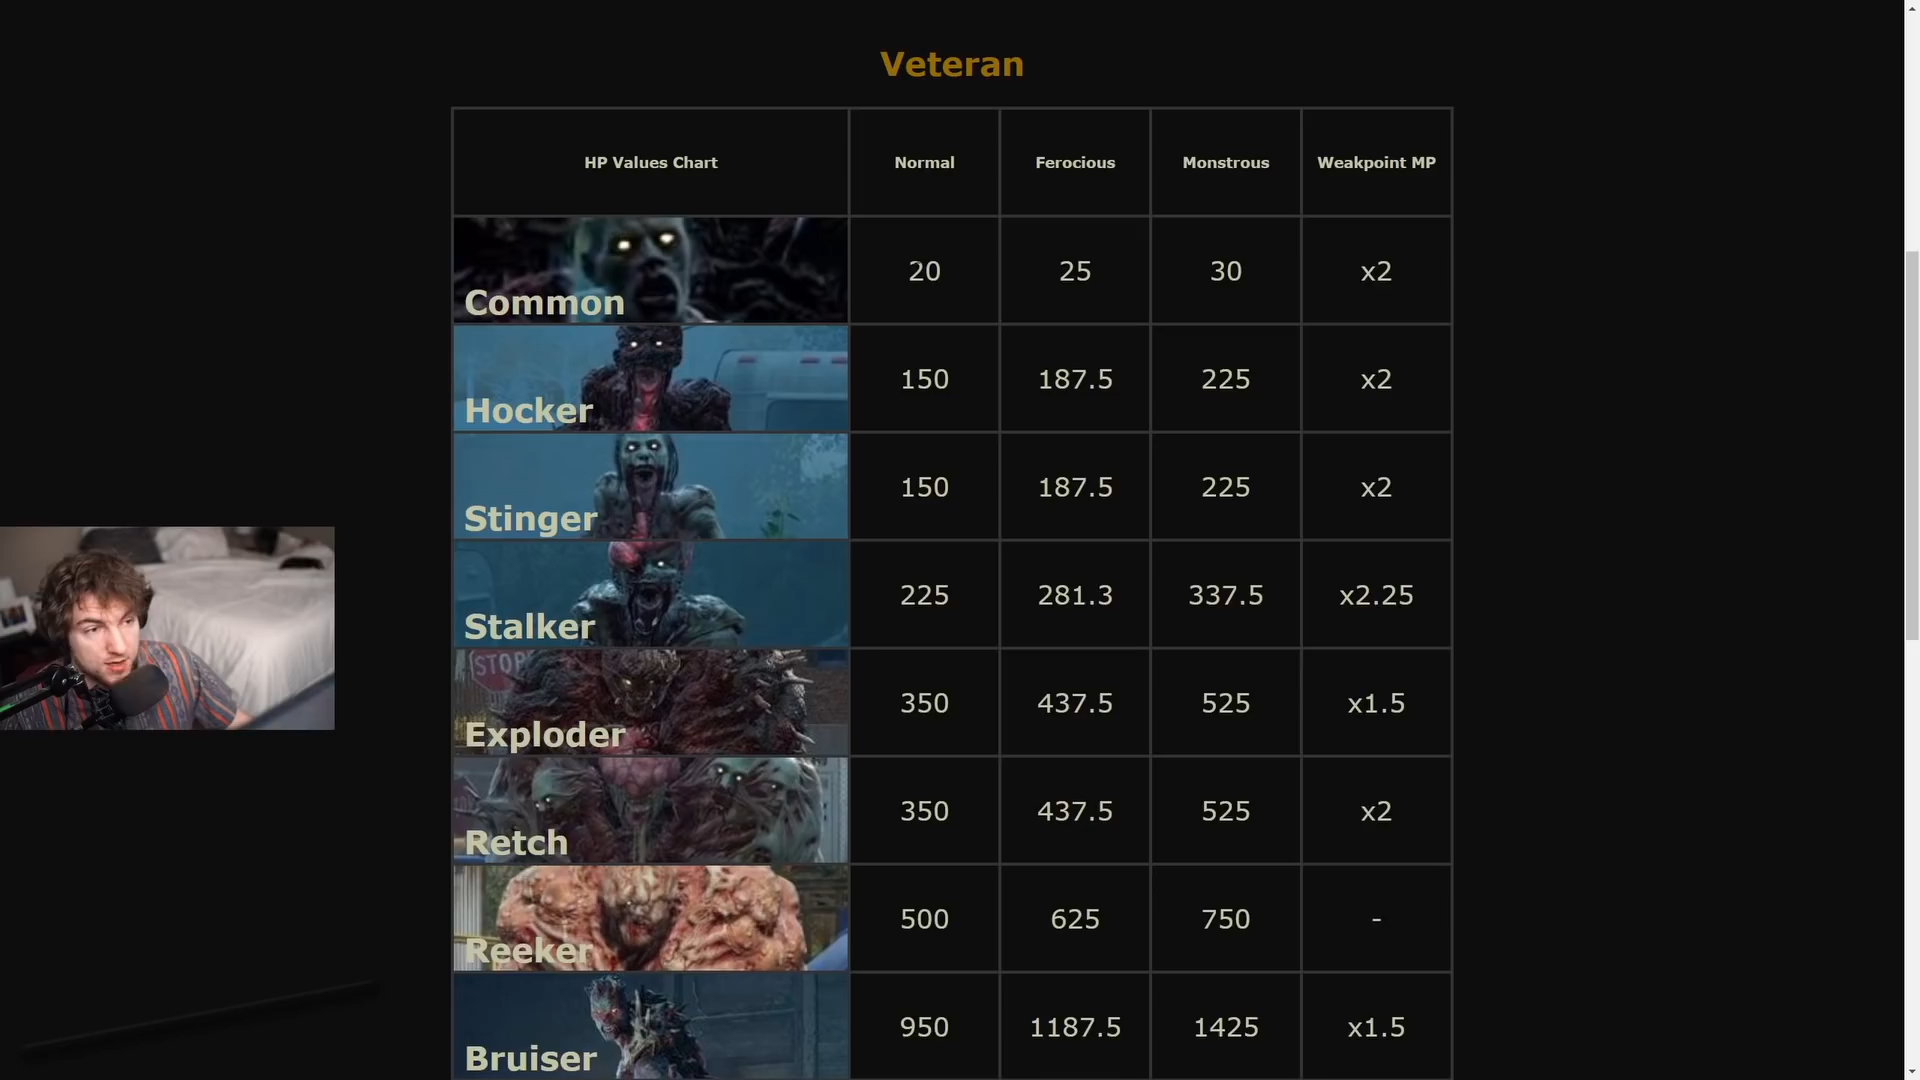 Veteran
HP Values Chart Normal Ferocious Monstrous Weakpoint MP
Common 20 25 30 x2
Hocker 150 187.5 225 x2
Stinger 150 187.5 225 x2
Stalker 225 281.3 337.5 x2.25
STOP
Exploder 350 437.5 525 x1.5
Retch 350 437.5 525 x2
Reeker 500 625 750 -
Bruiser 950 1187.5 1425 x1.5